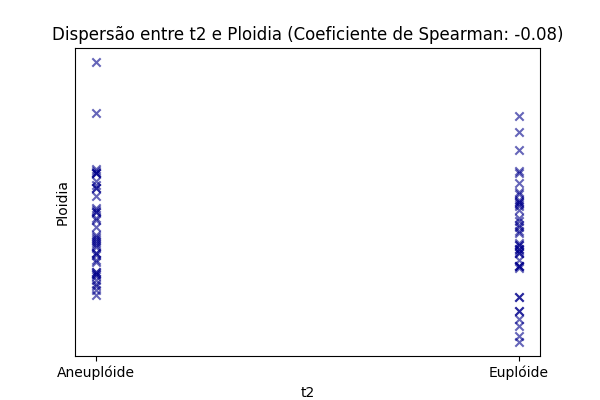 Dispersão entre t2 e Ploidia (Coeficiente de Spearman: -0.08)
Ploidia
Aneuplóide
Euplóide
t2